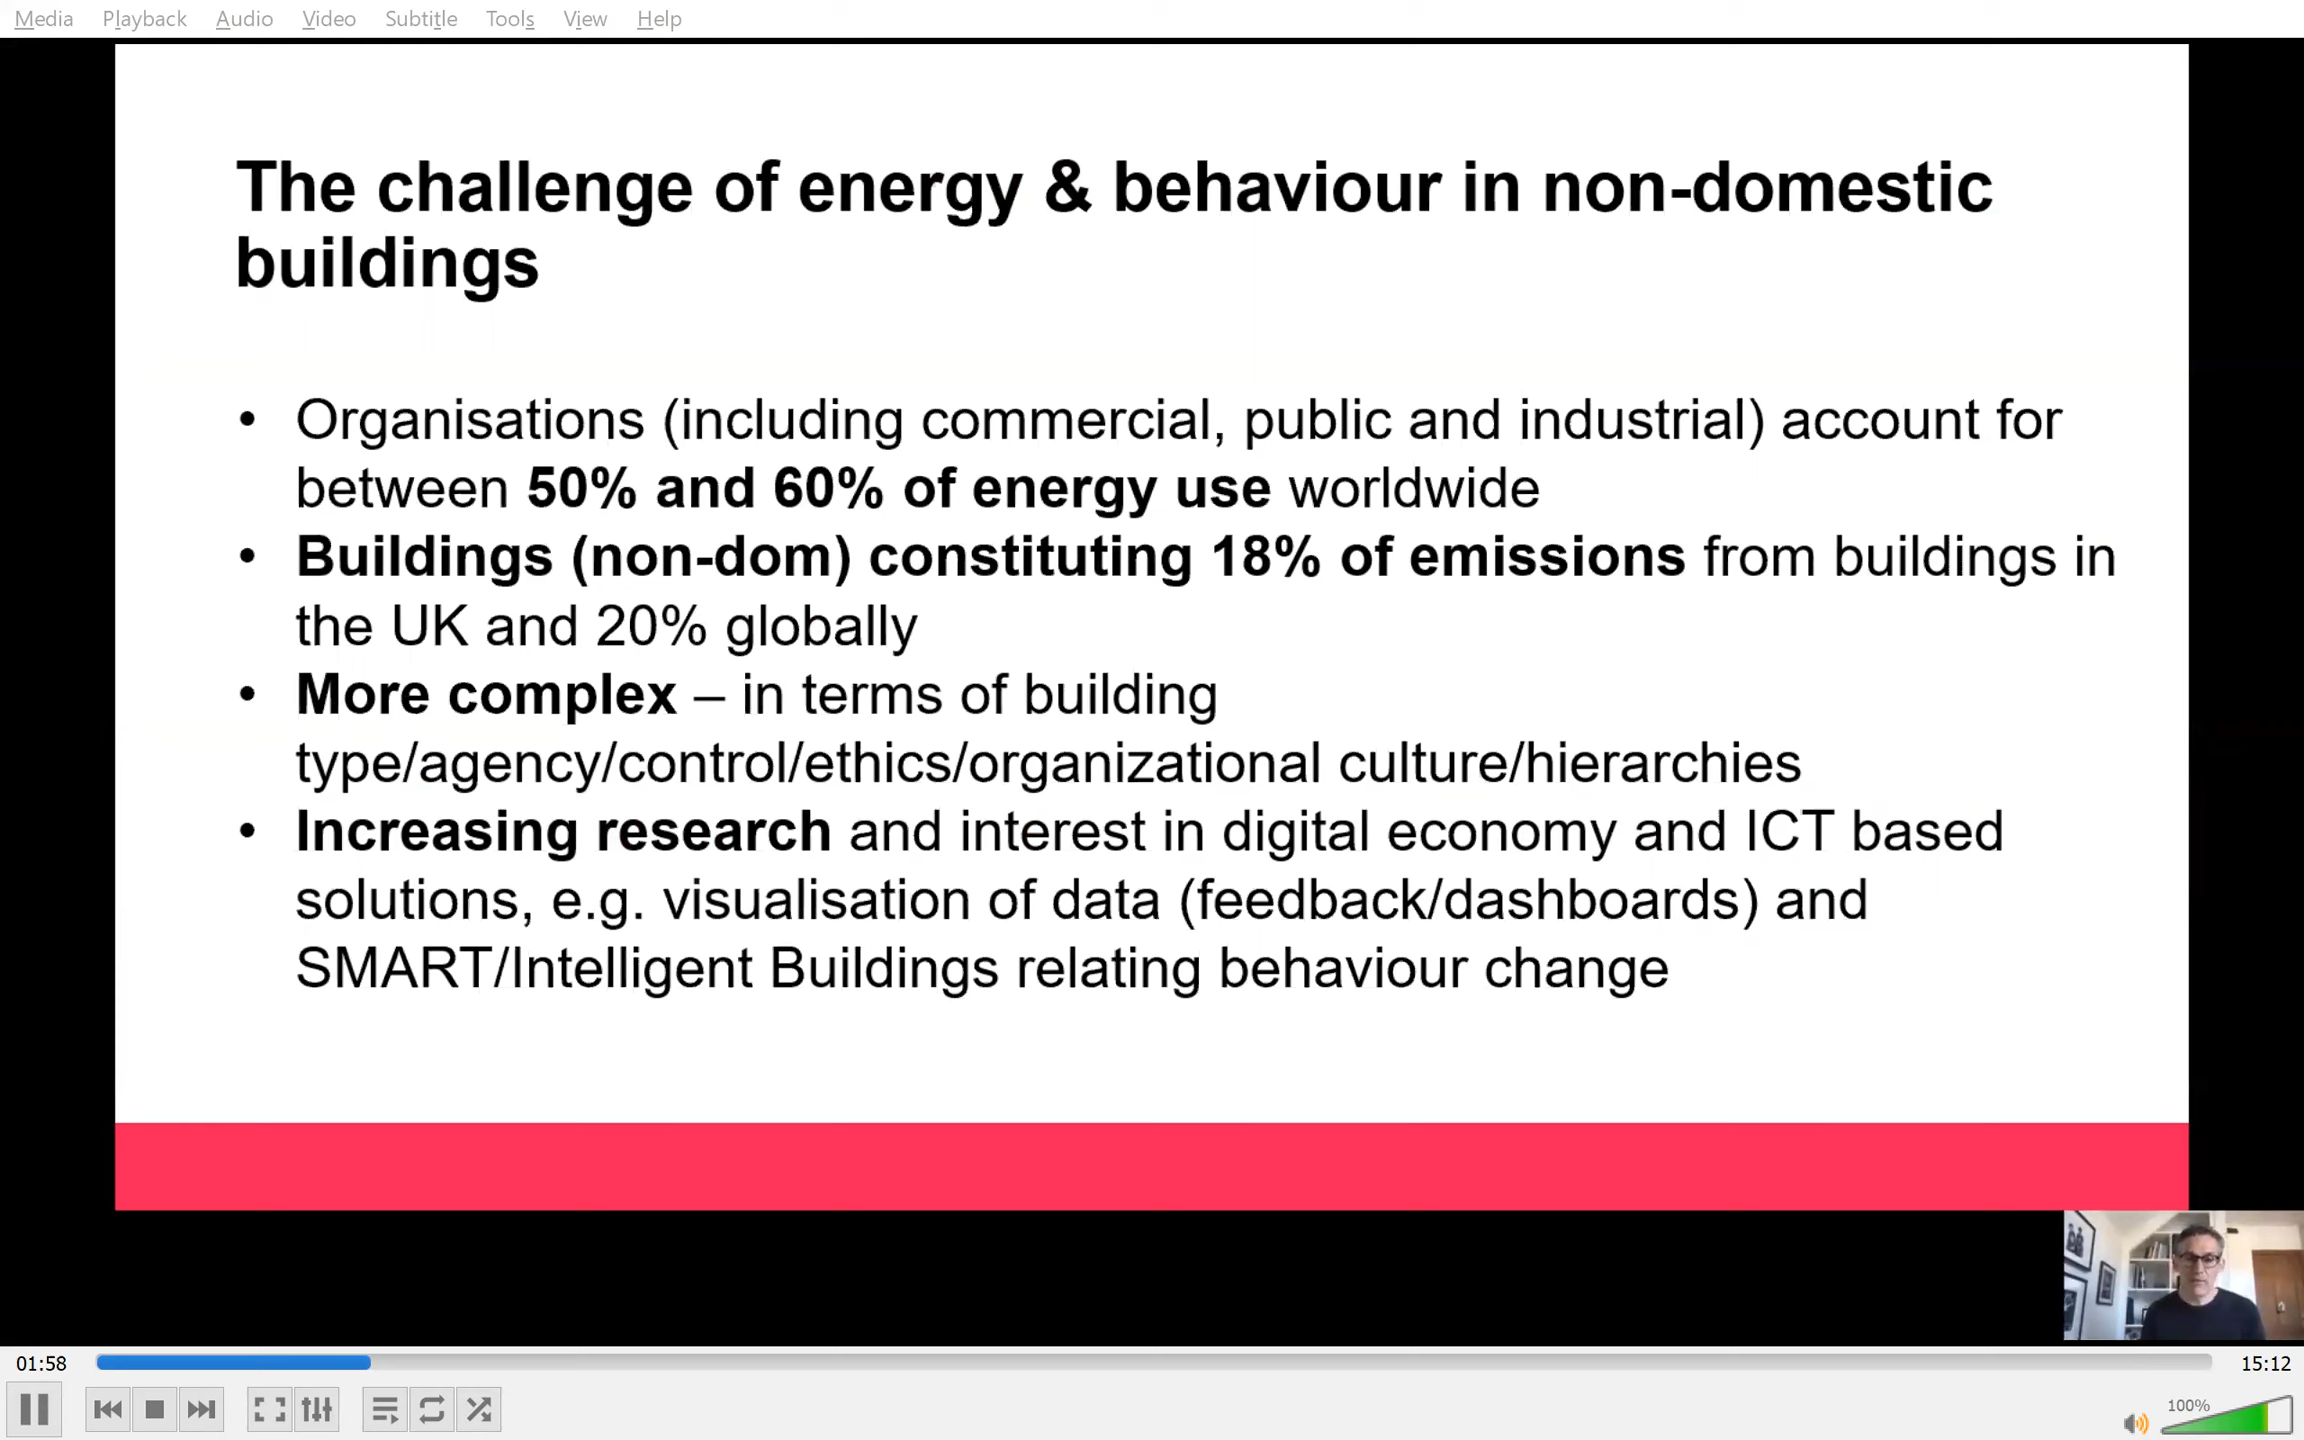 Media Playback Audio Video Subtitle Tools View Help
The challenge of energy & behaviour in non-domestic
buildings
• Organisations (including commercial, public and industrial) account for
between 50% and 60% of energy use worldwide
• Buildings (non-dom) constituting 18% of emissions from buildings in
the UK and 20% globally
• More complex – in terms of building
type/agency/control/ethics/organizational culture/hierarchies
• Increasing research and interest in digital economy and ICT based
solutions, e.g. visualisation of data (feedback/dashboards) and
SMART/Intelligent Buildings relating behaviour change
01:58 15:12
100%